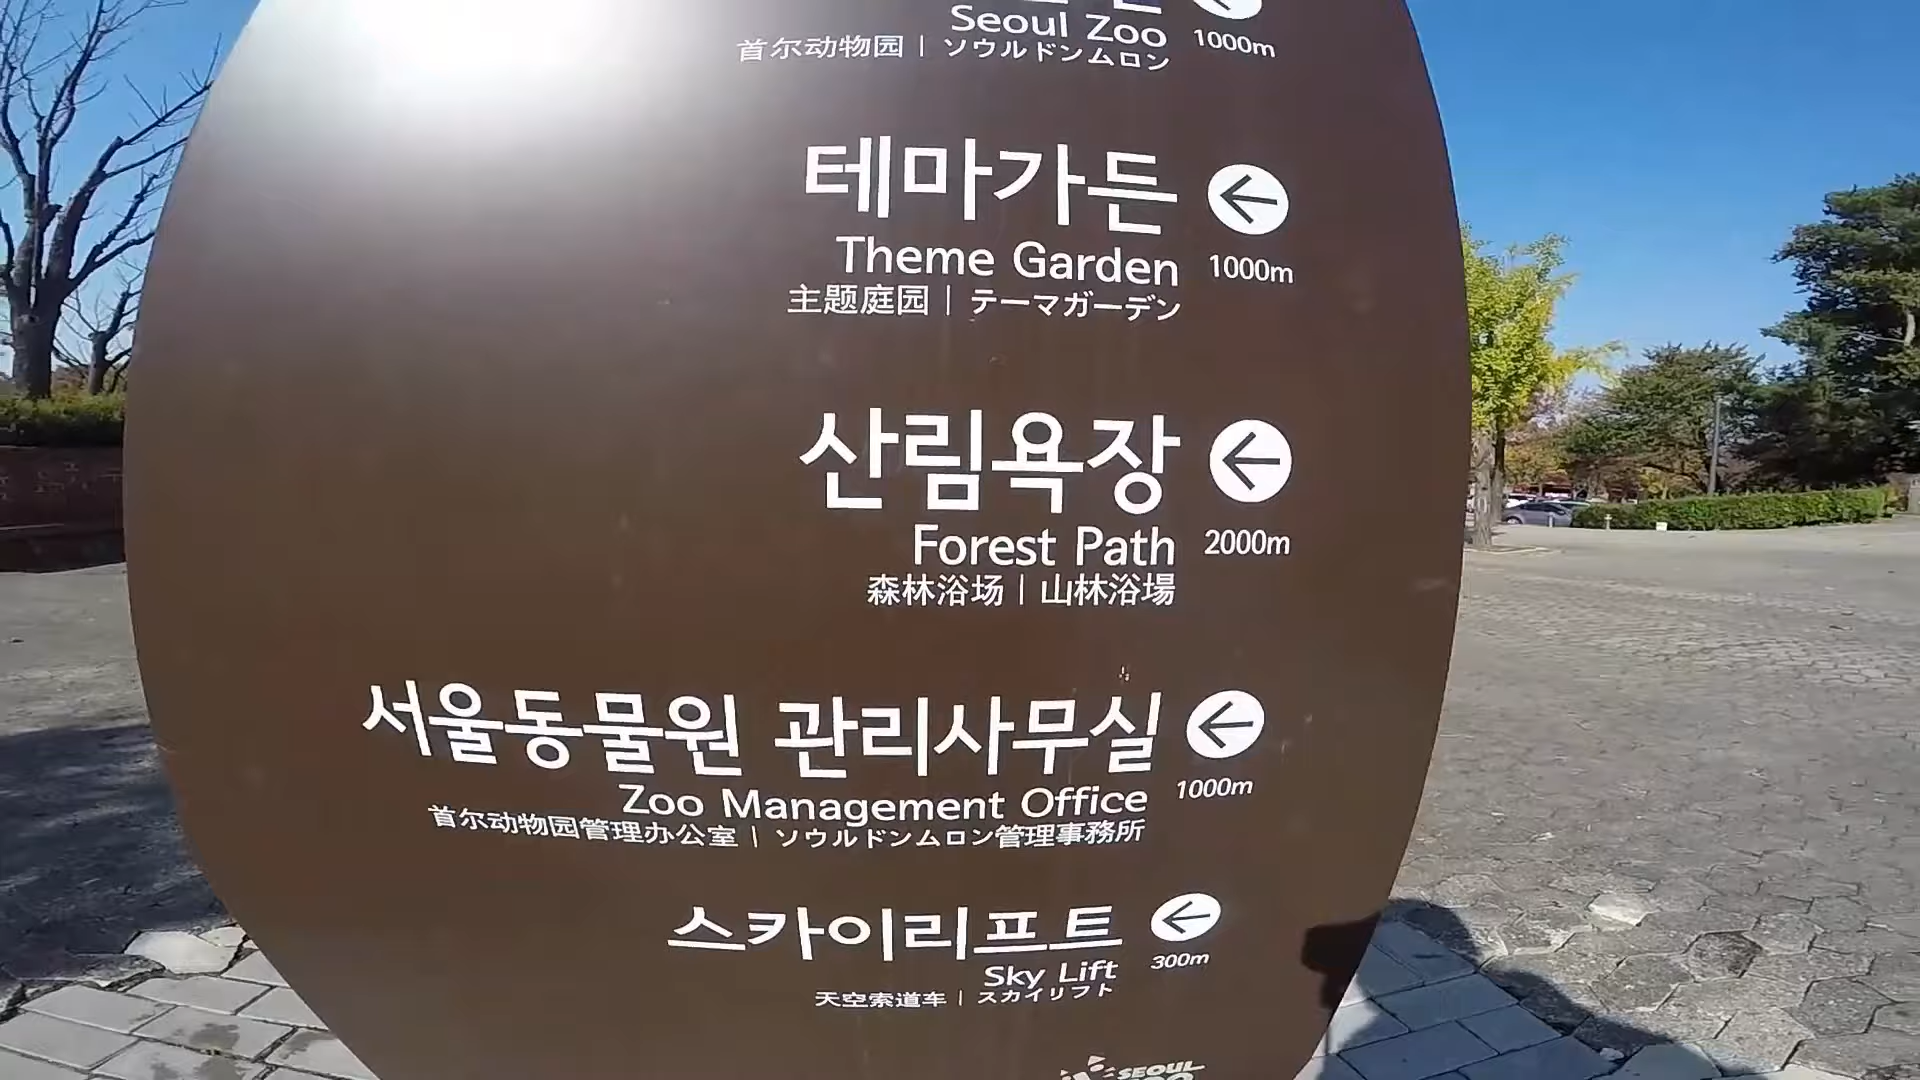 Seoul Zoo
1000m
首尔动物园 | ソウルドンムロン
테마가든
Theme Garden
1000m
主题庭园 | テーマガーデン
산림욕장
Forest Path
2000m
森林浴场 | 山林浴場
서울동물원 관리사무실
Zoo Management Office
1000m
首尔动物园管理办公室 | ソウルドンムロン管理事務所
스카이리프트
Sky Lift
300m
天空索道车 | スカイリフト
SEOUL